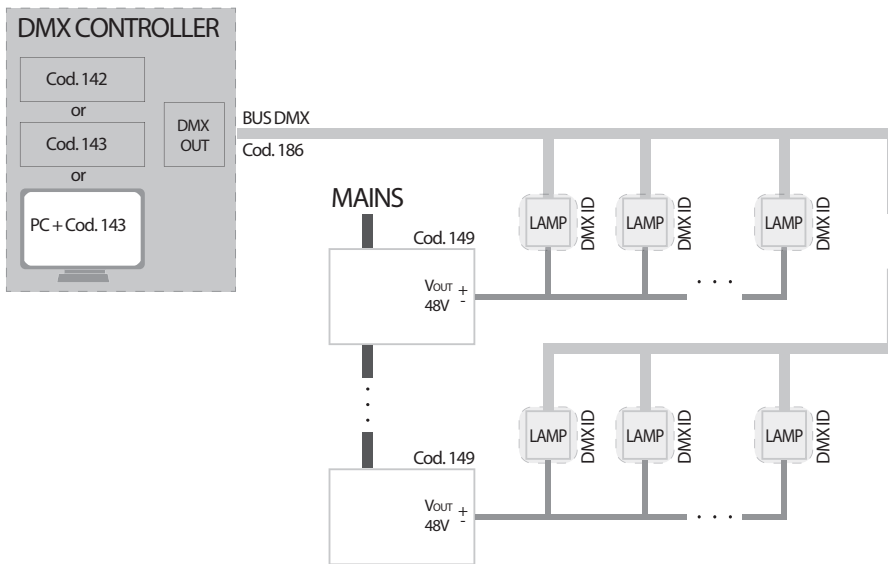 DMX CONTROLLER
Cod. 142
or
Cod. 143
or
PC + Cod. 143
DMX
OUT
BUS DMX
Cod. 186
MAINS
Cod. 149
VOUT +
48V -
LAMP
DMX ID
LAMP
DMX ID
LAMP
DMX ID
. . .
LAMP
DMX ID
LAMP
DMX ID
LAMP
DMX ID
. . .
Cod. 149
VOUT +
48V -